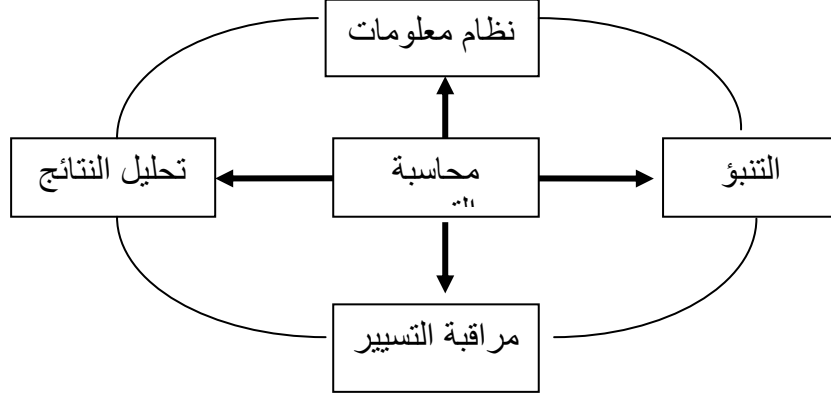 نظام معلومات
التنبؤ
محاسبة
تحليل النتائج
مراقبة التسيير